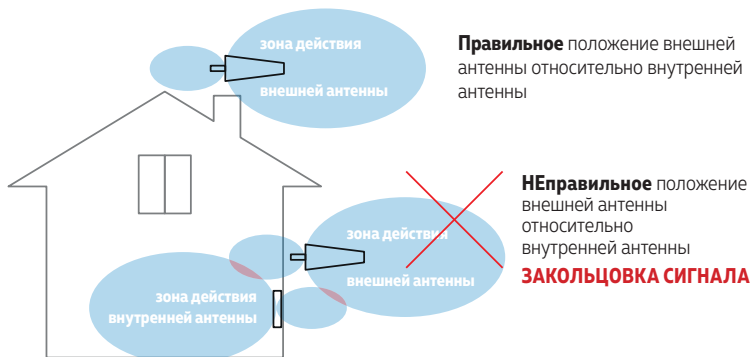 зона действия
внешней антенны
Правильное положение внешней
антенны относительно внутренней
антенны
НЕправильное положение
внешней антенны
относительно
внутренней антенны
ЗАКОЛЬЦОВКА СИГНАЛА
зона действия
внешней антенны
зона действия
внутренней антенны